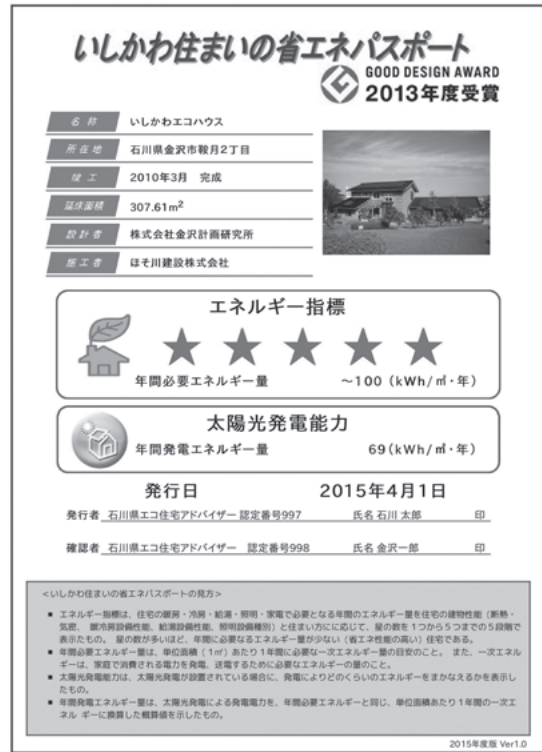 いしかわ住まいの省エネパスポート
GOOD DESIGN AWARD
2013年度受賞
名 称 いしかわエコハウス
所在地 石川県金沢市鞍月2丁目
竣 工 2010年3月 完成
延床面積 307.61m²
設計者 株式会社金沢計画研究所
施工者 ほそ川建設株式会社
エネルギー指標
年間必要エネルギー量 ～100（kWh/㎡・年）
太陽光発電能力
年間発電エネルギー量 69（kWh/㎡・年）
発行日 2015年4月1日
発行者 石川県エコ住宅アドバイザー 認定番号997 氏名 石川 太郎 印
確認者 石川県エコ住宅アドバイザー 認定番号998 氏名 金沢一郎 印
＜いしかわ住まいの省エネパスポートの見方＞
■ エネルギー指標は、住宅の暖房・冷房・給湯・照明・家電で必要となる年間のエネルギー量を住宅の建物性能（断熱・
気密、 暖冷房設備性能、給湯設備性能、照明設備種別）と住まい方にに応じて、星の数を１つから５つまでの５段階で
表示たもの。 星の数が多いほど、年間に必要なるエネルギー量が少ない（省エネ性能の高い）住宅である。
■ 年間必要エネルギー量は、単位面積（１㎡）あたり１年間に必要な一次エネルギー量の目安のこと。 また、一次エネル
ギーは、家庭で消費される電力を発電、送電するために必要なエネルギーの量のこと。
■ 太陽光発電能力は、太陽光発電が設置されている場合に、発電によりどのくらいのエネルギーをまかなえるかを表示し
たもの。
■ 年間発電エネルギー量は、太陽光発電による発電電力を、年間必要エネルギーと同じ、単位面積あたり１年間の一次エ
ネル ギーに換算した概算値を示したもの。
2015年度版 Ver1.0